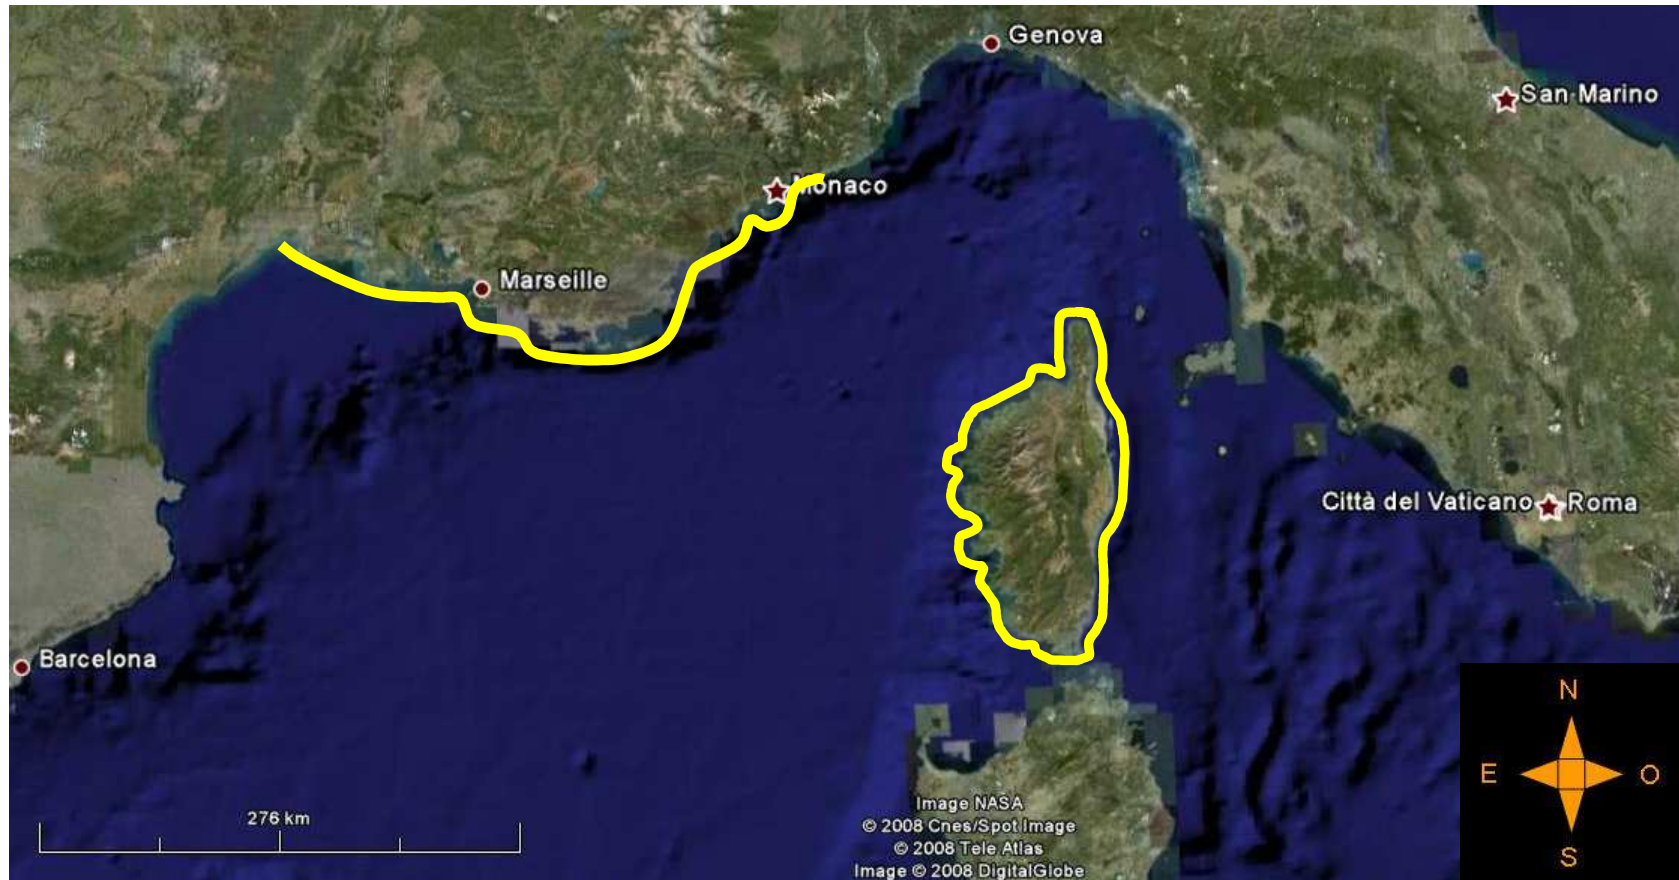 Genova
San Marino
Monaco
Marseille
Città del Vaticano Roma
Barcelona
N
E O
S
276 km
Image NASA
© 2008 Cnes/Spot Image
© 2008 Tele Atlas
Image © 2008 DigitalGlobe